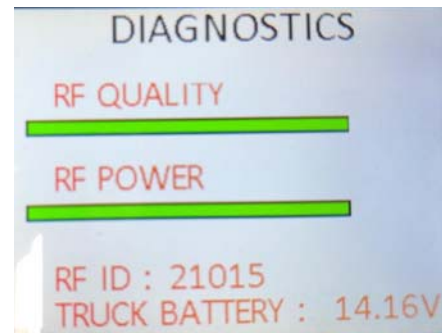 DIAGNOSTICS
RF QUALITY
RF POWER
RF ID : 21015
TRUCK BATTERY : 14.16V